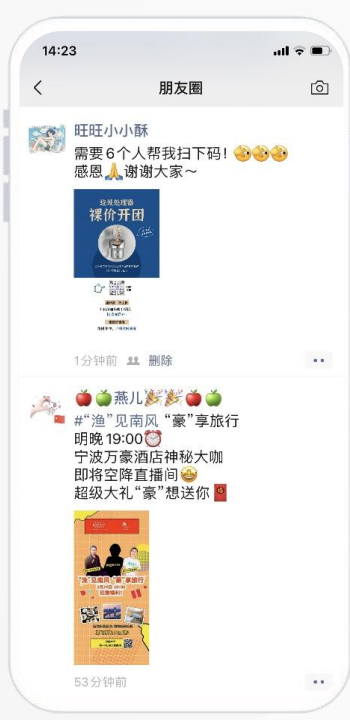 14:23
朋友圈
旺旺小小酥
需要6个人帮我扫下码！
感恩🙏谢谢大家～
垃圾处理器
裸价开团
1分钟前 删除
🍎🍏燕儿🎉🎉🍎🍏
#“渔”见南风 “豪”享旅行
明晚19:00⏰
宁波万豪酒店神秘大咖
即将空降直播间🤩
超级大礼“豪”想送你🧧
“渔”见南风“豪”享旅行
53分钟前